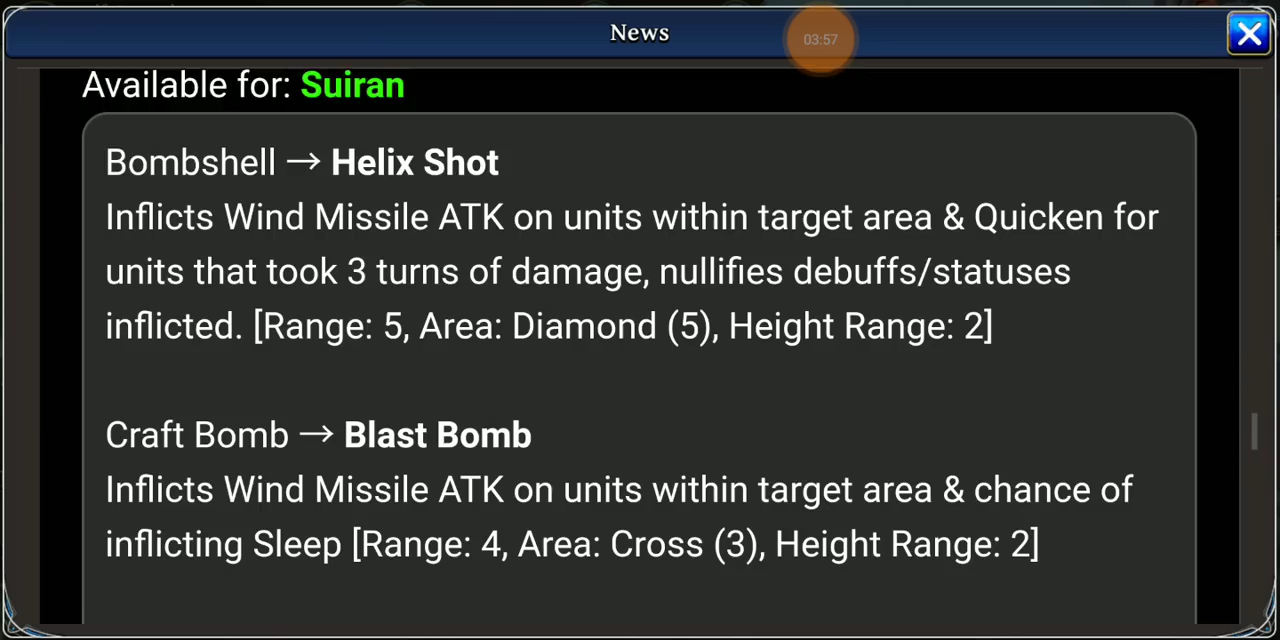 News
03:57
Available for: Suiran
Bombshell → Helix Shot
Inflicts Wind Missile ATK on units within target area & Quicken for
units that took 3 turns of damage, nullifies debuffs/statuses
inflicted. [Range: 5, Area: Diamond (5), Height Range: 2]
Craft Bomb → Blast Bomb
Inflicts Wind Missile ATK on units within target area & chance of
inflicting Sleep [Range: 4, Area: Cross (3), Height Range: 2]